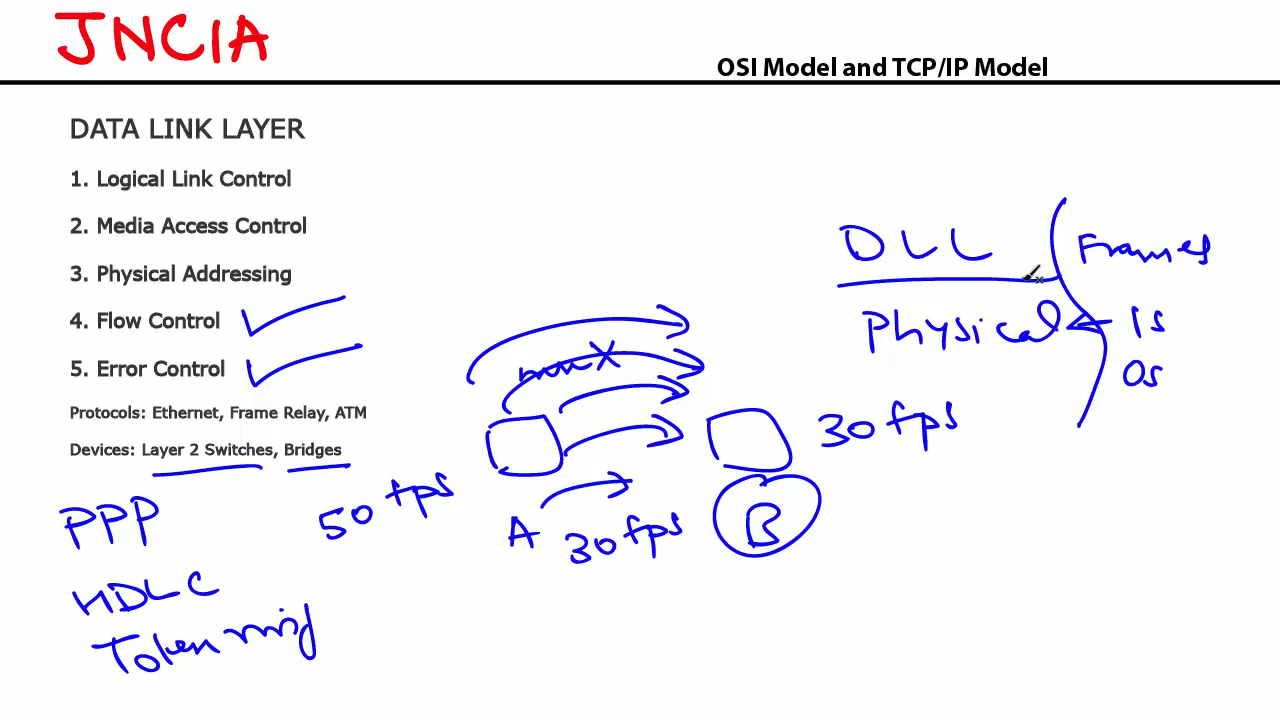 JNCIA
OSI Model and TCP/IP Model
DATA LINK LAYER
1. Logical Link Control
2. Media Access Control
3. Physical Addressing
4. Flow Control
5. Error Control
Protocols: Ethernet, Frame Relay, ATM
Devices: Layer 2 Switches, Bridges
PPP
HDLC
Token ring
50 fps
A
30 fps
B
30 fps
DLL
Frames
Physical
1s
0s